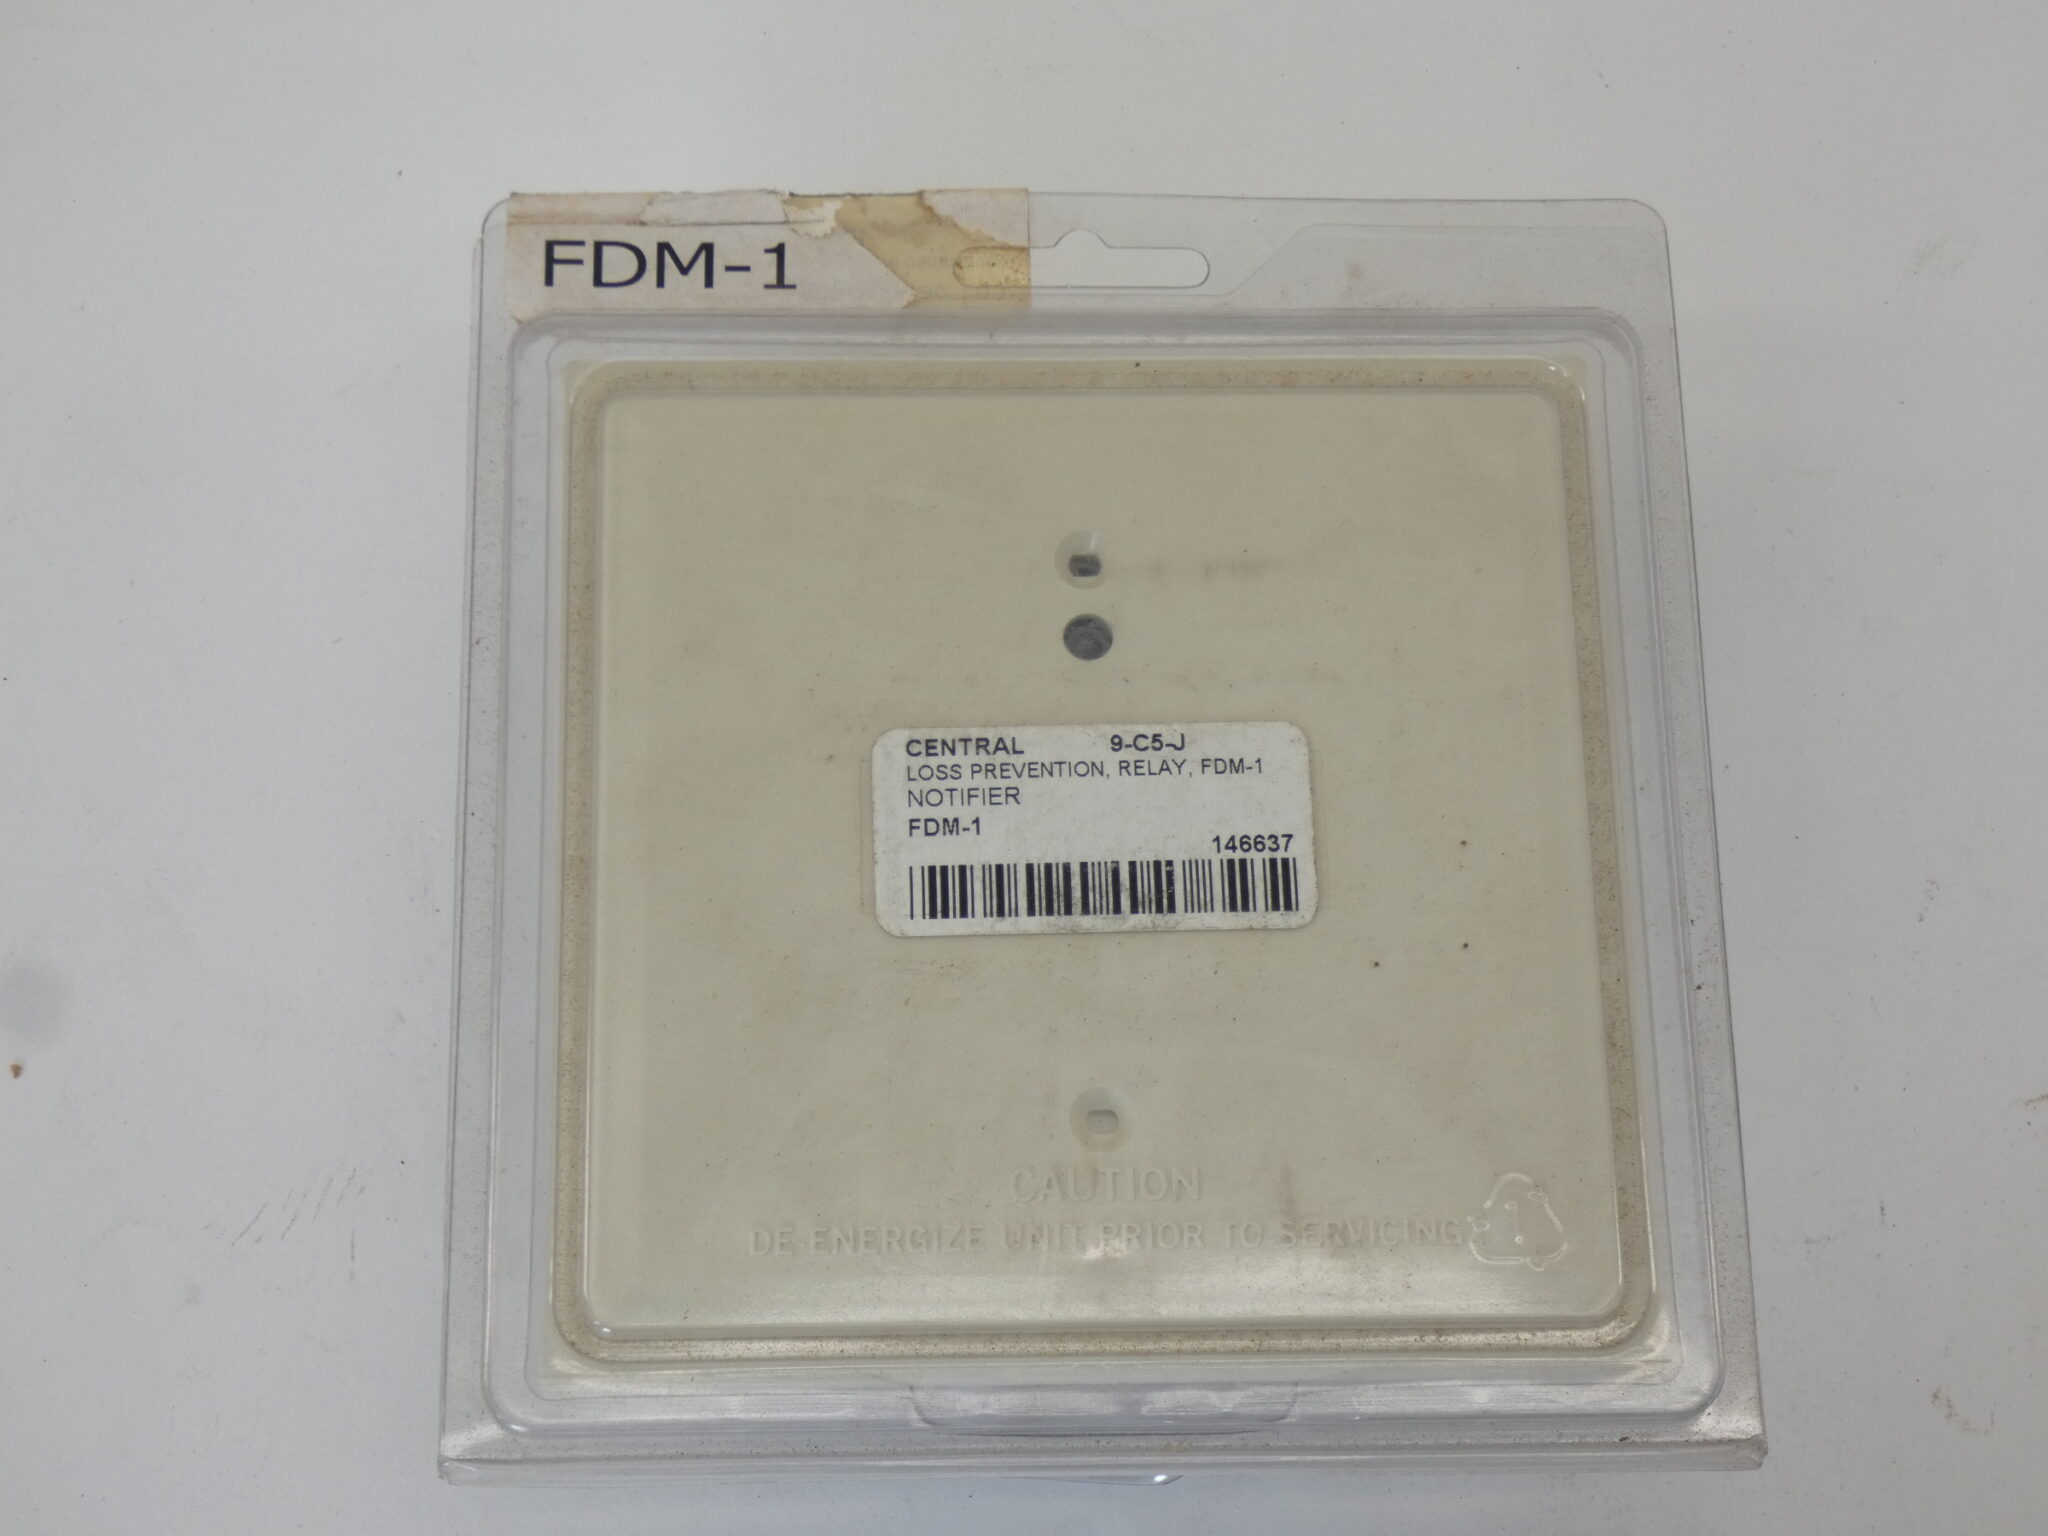 FDM-1
CENTRAL 9-C5-J
LOSS PREVENTION, RELAY, FDM-1
NOTIFIER
FDM-1
146637
CAUTION
DE-ENERGIZE UNIT PRIOR TO SERVICING
1